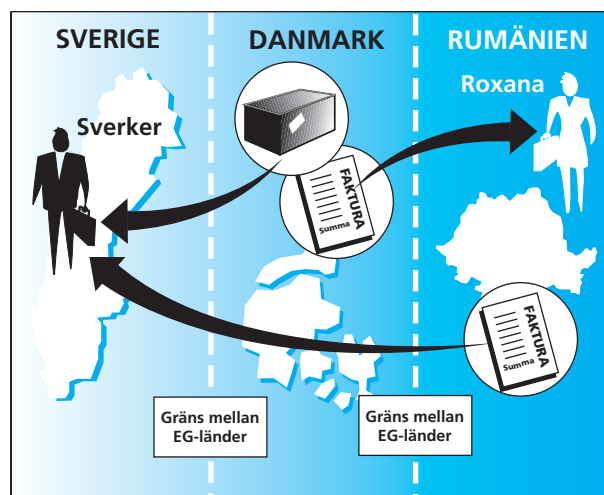 SVERIGE
DANMARK
RUMÄNIEN
Roxana
Sverker
FAKTURA
Summa
FAKTURA
Summa
Gräns mellan
EG-länder
Gräns mellan
EG-länder